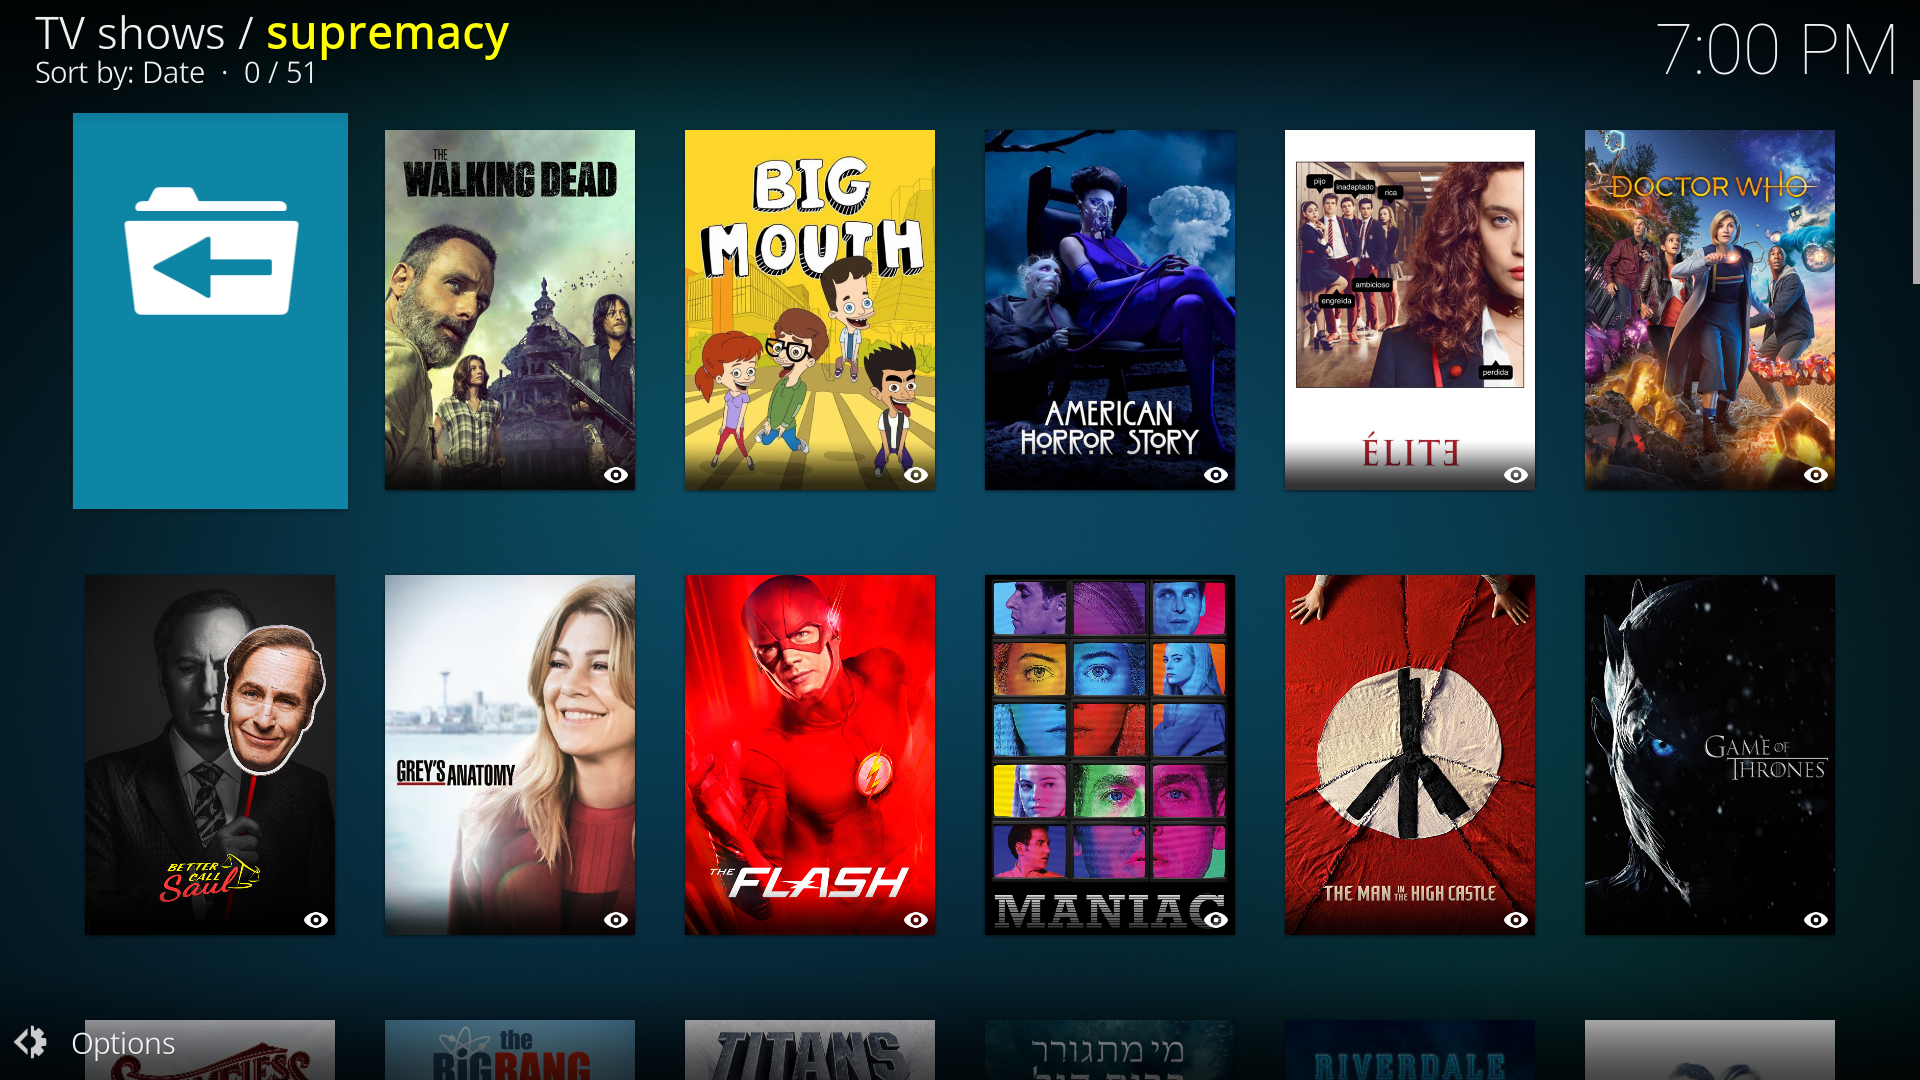 TV shows / supremacy
Sort by: Date · 0 / 51
7:00 PM
THE
WALKING DEAD
BIG
MOUTH
AMERICAN
HORROR STORY
pijo
inadaptado
rica
ambicioso
engreída
perdida
ÉLITE
DOCTOR WHO
BETTER
CALL
Saul
GREY'S ANATOMY
THE FLASH
MANIAC
THE MAN IN THE HIGH CASTLE
GAME OF
THRONES
Options
the
BIG BANG
TITANS
מי מתגורר
RIVERDALE